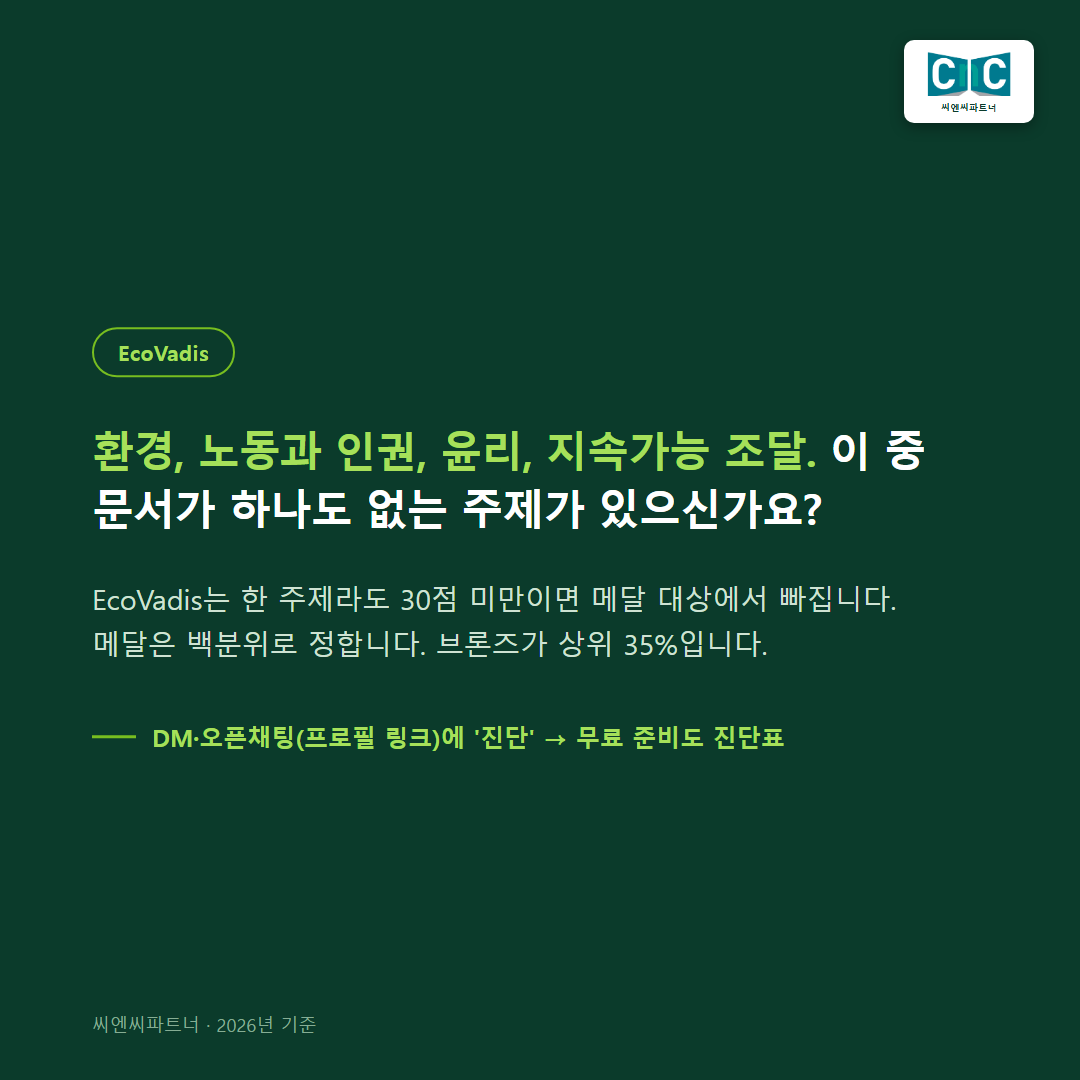 CnC
씨엔씨파트너
EcoVadis
환경, 노동과 인권, 윤리, 지속가능 조달. 이 중
문서가 하나도 없는 주제가 있으신가요?
EcoVadis는 한 주제라도 30점 미만이면 메달 대상에서 빠집니다.
메달은 백분위로 정합니다. 브론즈가 상위 35%입니다.
DM·오픈채팅(프로필 링크)에 '진단' → 무료 준비도 진단표
씨엔씨파트너 · 2026년 기준